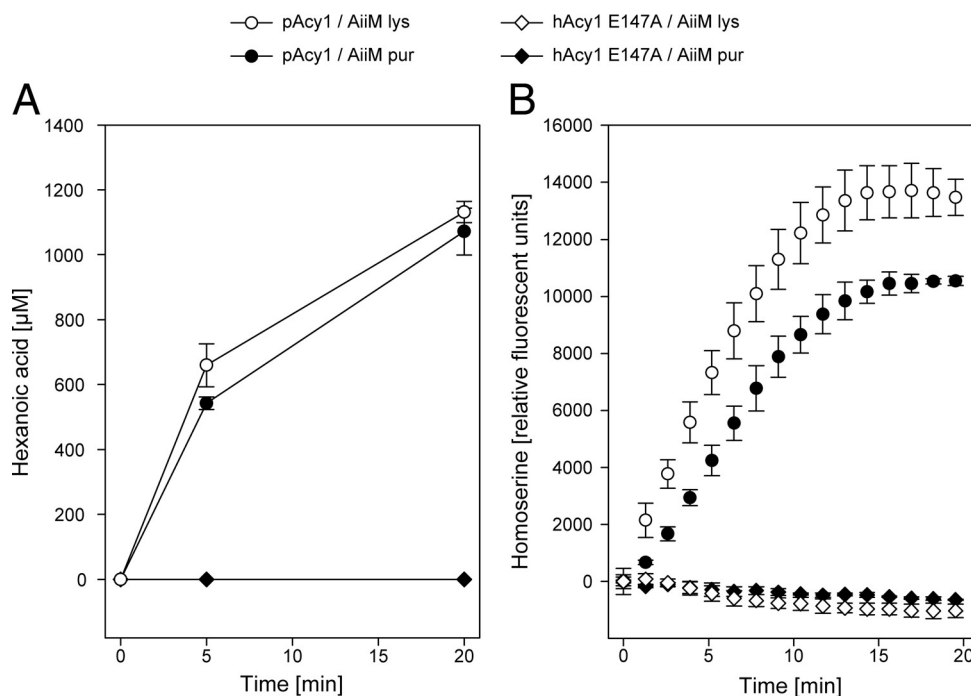 pAcy1 / AiiM lys
hAcy1 E147A / AiiM lys
pAcy1 / AiiM pur
hAcy1 E147A / AiiM pur
A
1400
1200
1000
800
600
400
200
0
Hexanoic acid [µM]
0 5 10 15 20
Time [min]
B
16000
14000
12000
10000
8000
6000
4000
2000
0
Homoserine [relative fluorescent units]
0 5 10 15 20
Time [min]